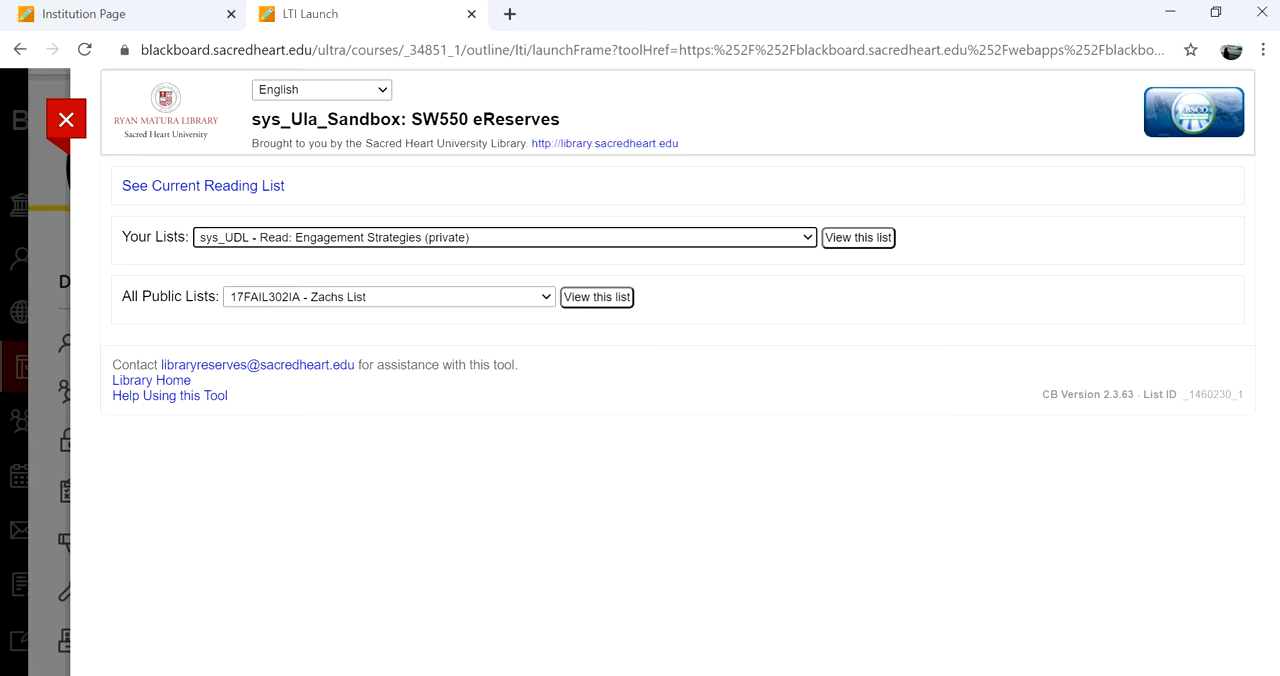 Institution Page
LTI Launch
blackboard.sacredheart.edu/ultra/courses/_34851_1/outline/lti/launchFrame?toolHref=https:%252F%252Fblackboard.sacredheart.edu%252Fwebapps%252Fblackbo...
B
RYAN MATURA LIBRARY
Sacred Heart University
English
sys_Ula_Sandbox: SW550 eReserves
Brought to you by the Sacred Heart University Library. http://library.sacredheart.edu
EBSCO
See Current Reading List
Your Lists: sys_UDL - Read: Engagement Strategies (private) View this list
D
All Public Lists: 17FAIL302IA - Zachs List View this list
Contact libraryreserves@sacredheart.edu for assistance with this tool.
Library Home
Help Using this Tool
CB Version 2.3.63 - List ID _1460230_1